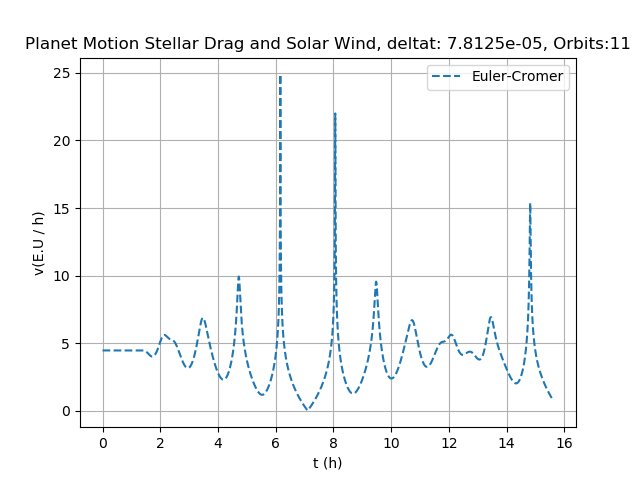 Planet Motion Stellar Drag and Solar Wind, deltat: 7.8125e-05, Orbits:11
Euler-Cromer
25
20
15
10
5
0
v(E.U / h)
0 2 4 6 8 10 12 14 16
t (h)